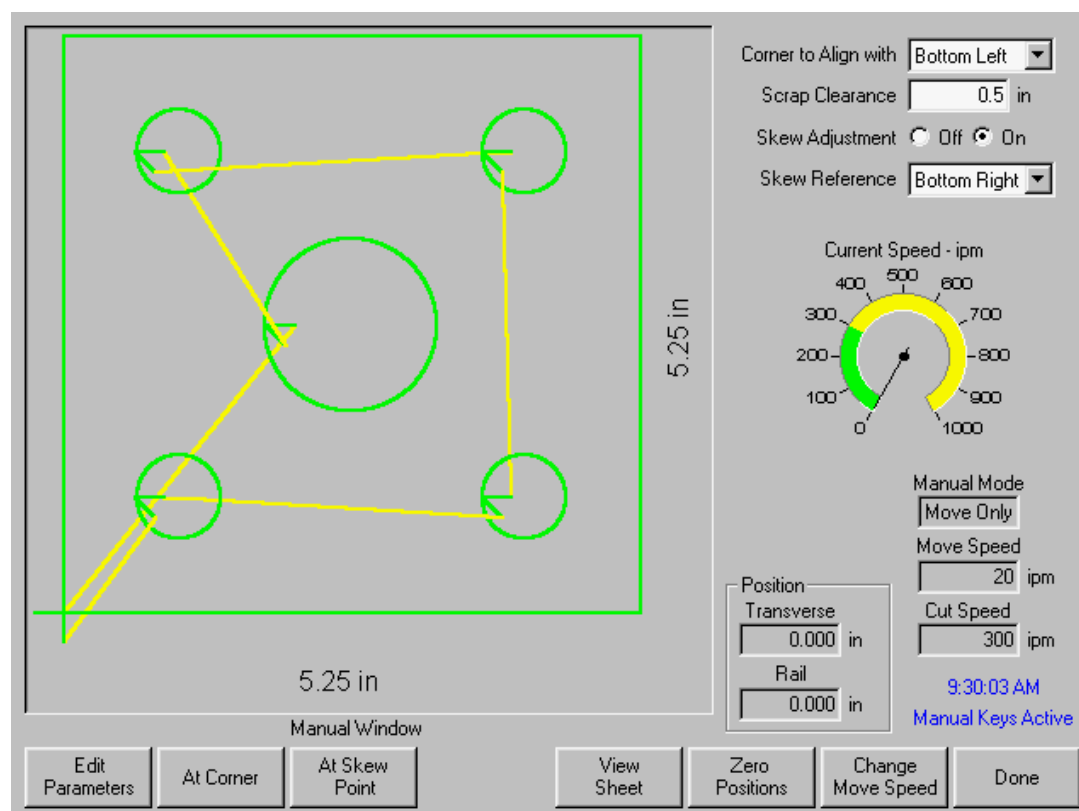 Corner to Align with Bottom Left
Scrap Clearance 0.5 in
Skew Adjustment Off On
Skew Reference Bottom Right
Current Speed - ipm
0
100
200
300
400
500
600
700
800
900
1000
5.25 in
5.25 in
Manual Mode
Move Only
Move Speed
20 ipm
Cut Speed
300 ipm
Position
Transverse
0.000 in
Rail
0.000 in
9:30:03 AM
Manual Keys Active
Manual Window
Edit
Parameters
At Corner
At Skew
Point
View
Sheet
Zero
Positions
Change
Move Speed
Done